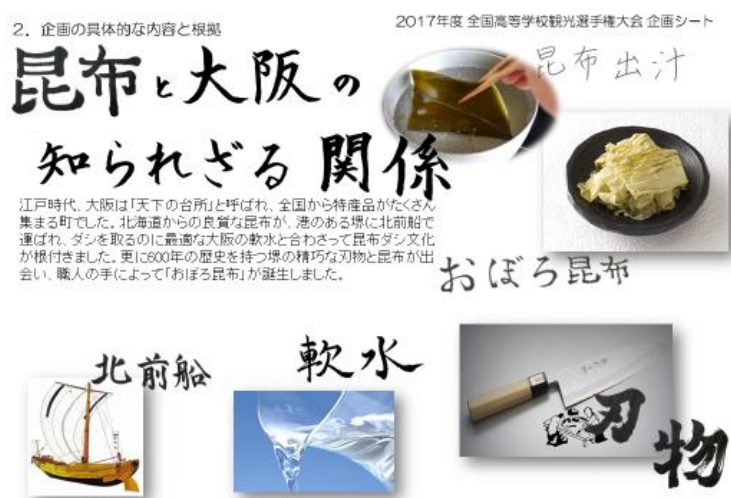 2．企画の具体的な内容と根拠
2017年度 全国高等学校観光選手権大会 企画シート
昆布と大阪の
知られざる 関係
昆布出汁
江戸時代、大阪は「天下の台所」と呼ばれ、全国から特産品がたくさん
集まる町でした。北海道からの良質な昆布が、港のある堺に北前船で
運ばれ、ダシを取るのに最適な大阪の軟水と合わさって昆布ダシ文化
が根付きました。更に600年の歴史を持つ堺の精巧な刃物と昆布が出
会い、職人の手によって「おぼろ昆布」が誕生しました。
おぼろ昆布
北前船
軟水
刃物